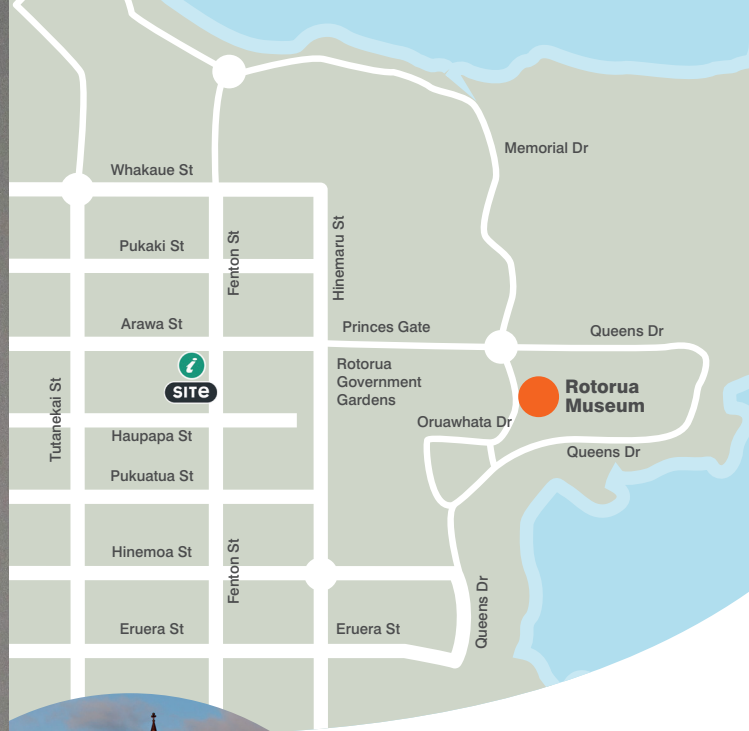 Memorial Dr
Whakaue St
Pukaki St
Fenton St
Hinemaru St
Arawa St
Princes Gate
Queens Dr
i
SITE
Rotorua
Government
Gardens
Rotorua
Museum
Tutanekai St
Oruawhata Dr
Haupapa St
Queens Dr
Pukuatua St
Hinemoa St
Fenton St
Queens Dr
Eruera St
Eruera St